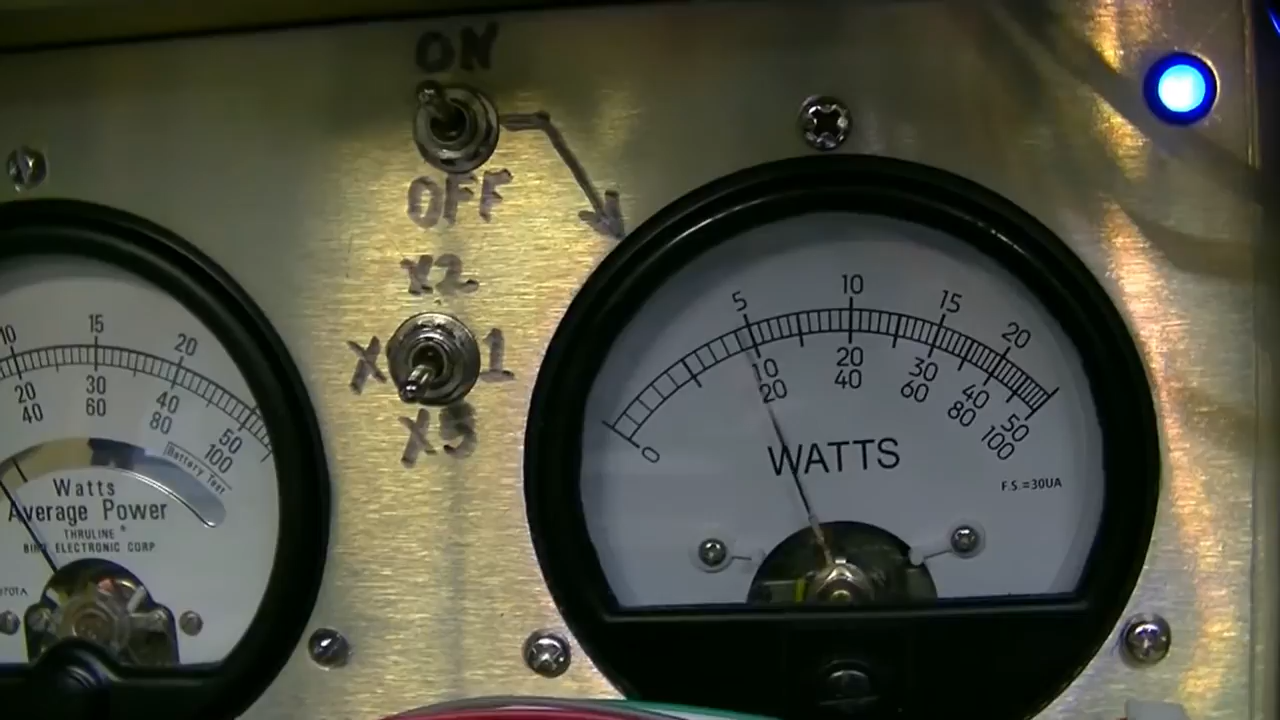 ON
OFF
x2
X 1
X5
10 15 20
20 30 40 50
40 60 80 100
Battery Test
Watts
Average Power
THRULINE ®
BIRD ELECTRONIC CORP
5 10 15 20
0 10 20 30 40 50
20 40 60 80 100
WATTS
F.S.=30UA